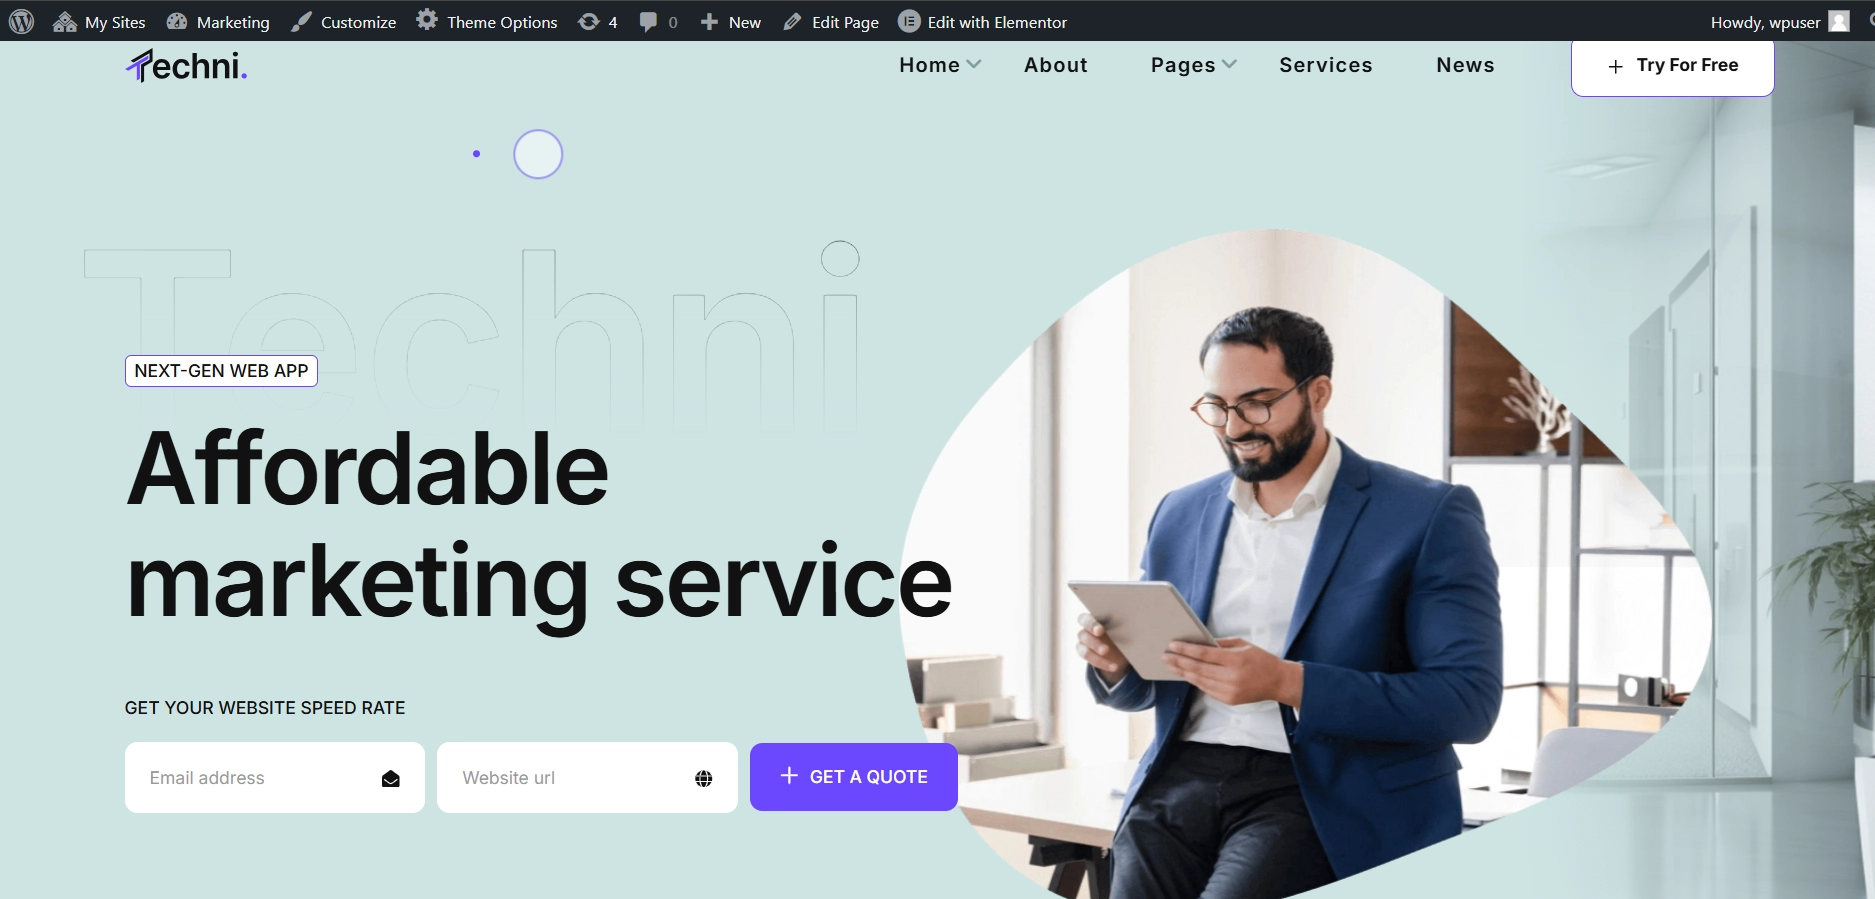 My Sites Marketing Customize Theme Options 4 0 New Edit Page Edit with Elementor Howdy, wpuser
Techni. Home About Pages Services News + Try For Free
Techni
NEXT-GEN WEB APP
Affordable
marketing service
GET YOUR WEBSITE SPEED RATE
Email address Website url + GET A QUOTE